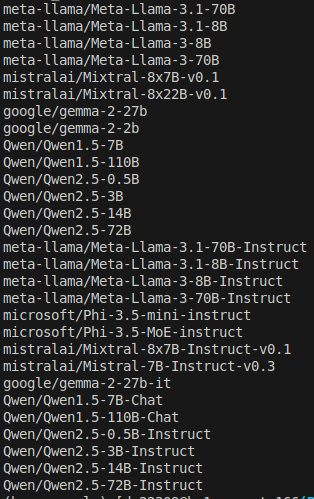 meta-llama/Meta-Llama-3.1-70B
meta-llama/Meta-Llama-3.1-8B
meta-llama/Meta-Llama-3-8B
meta-llama/Meta-Llama-3-70B
mistralai/Mixtral-8x7B-v0.1
mistralai/Mixtral-8x22B-v0.1
google/gemma-2-27b
google/gemma-2-2b
Qwen/Qwen1.5-7B
Qwen/Qwen1.5-110B
Qwen/Qwen2.5-0.5B
Qwen/Qwen2.5-3B
Qwen/Qwen2.5-14B
Qwen/Qwen2.5-72B
meta-llama/Meta-Llama-3.1-70B-Instruct
meta-llama/Meta-Llama-3.1-8B-Instruct
meta-llama/Meta-Llama-3-8B-Instruct
meta-llama/Meta-Llama-3-70B-Instruct
microsoft/Phi-3.5-mini-instruct
microsoft/Phi-3.5-MoE-instruct
mistralai/Mixtral-8x7B-Instruct-v0.1
mistralai/Mistral-7B-Instruct-v0.3
google/gemma-2-27b-it
Qwen/Qwen1.5-7B-Chat
Qwen/Qwen1.5-110B-Chat
Qwen/Qwen2.5-0.5B-Instruct
Qwen/Qwen2.5-3B-Instruct
Qwen/Qwen2.5-14B-Instruct
Qwen/Qwen2.5-72B-Instruct